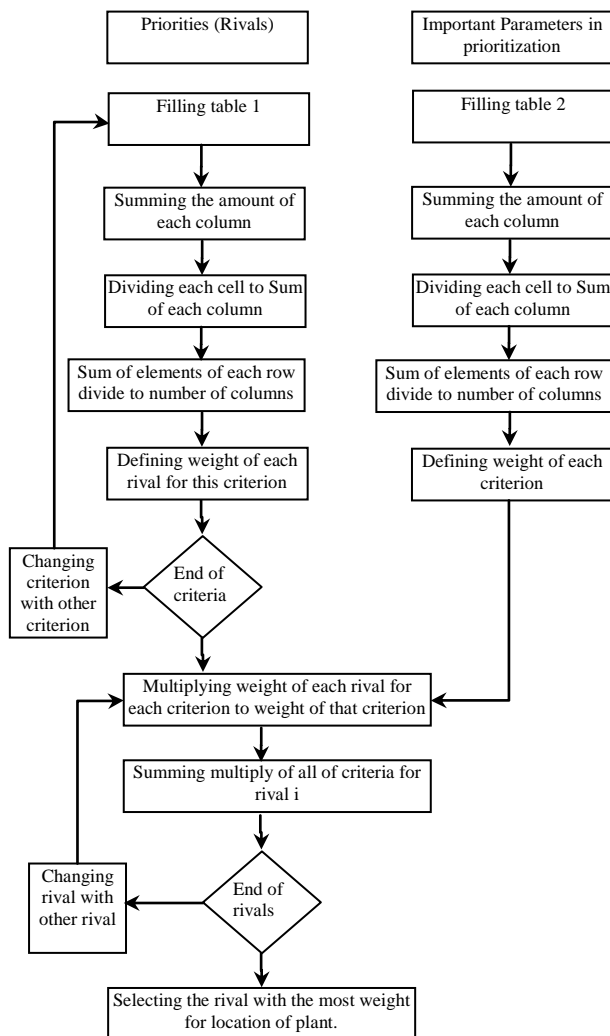 Priorities (Rivals)
Important Parameters in
prioritization
Filling table 1
Filling table 2
Summing the amount of
each column
Summing the amount of
each column
Dividing each cell to Sum
of each column
Dividing each cell to Sum
of each column
Sum of elements of each row
divide to number of columns
Sum of elements of each row
divide to number of columns
Defining weight of each
rival for this criterion
Defining weight of each
criterion
Changing
criterion
with other
criterion
End of
criteria
Multiplying weight of each rival for
each criterion to weight of that criterion
Summing multiply of all of criteria for
rival i
Changing
rival with
other rival
End of
rivals
Selecting the rival with the most weight
for location of plant.